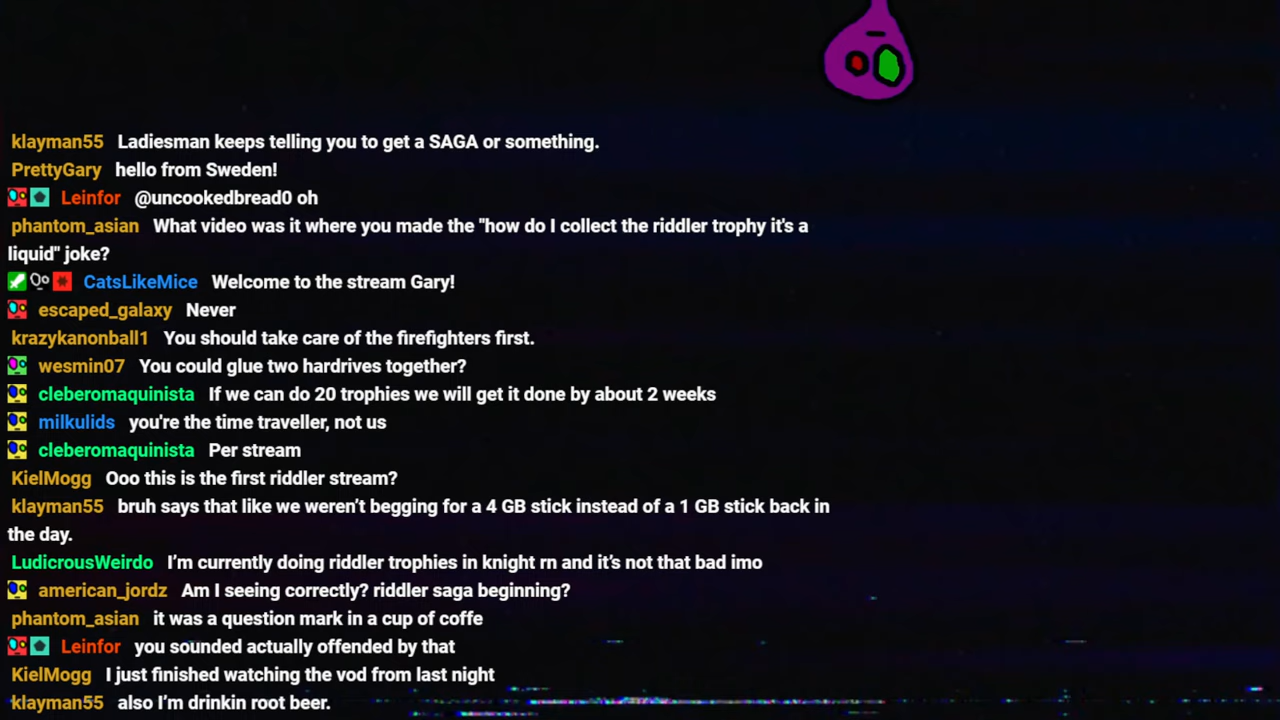 klayman55 Ladiesman keeps telling you to get a SAGA or something.
PrettyGary hello from Sweden!
Leinfor @uncookedbread0 oh
phantom_asian What video was it where you made the "how do I collect the riddler trophy it's a
liquid" joke?
CatsLikeMice Welcome to the stream Gary!
escaped_galaxy Never
krazykanonball1 You should take care of the firefighters first.
wesmin07 You could glue two hardrives together?
cleberomaquinista If we can do 20 trophies we will get it done by about 2 weeks
milkulids you're the time traveller, not us
cleberomaquinista Per stream
KielMogg Ooo this is the first riddler stream?
klayman55 bruh says that like we weren't begging for a 4 GB stick instead of a 1 GB stick back in
the day.
LudicrousWeirdo I'm currently doing riddler trophies in knight rn and it's not that bad imo
american_jordz Am I seeing correctly? riddler saga beginning?
phantom_asian it was a question mark in a cup of coffe
Leinfor you sounded actually offended by that
KielMogg I just finished watching the vod from last night
klayman55 also I'm drinkin root beer.